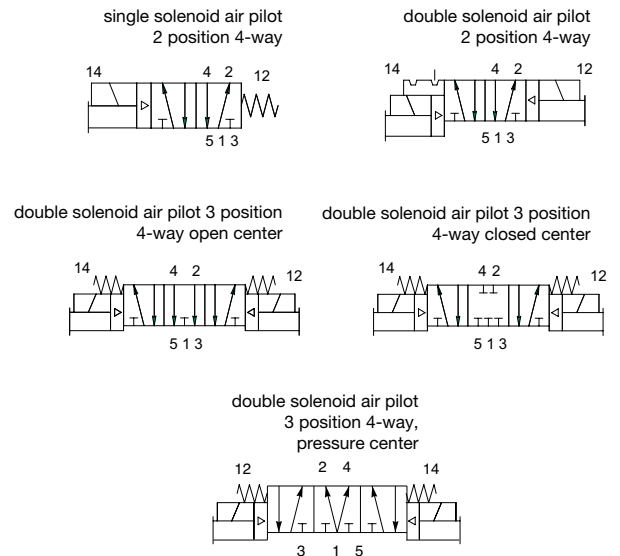 single solenoid air pilot
2 position 4-way
14
4 2
12
5 1 3
double solenoid air pilot
2 position 4-way
14
4 2
12
5 1 3
double solenoid air pilot 3 position
4-way open center
14
4 2
12
5 1 3
double solenoid air pilot 3 position
4-way closed center
14
4 2
12
5 1 3
double solenoid air pilot
3 position 4-way,
pressure center
12
2 4
14
3 1 5